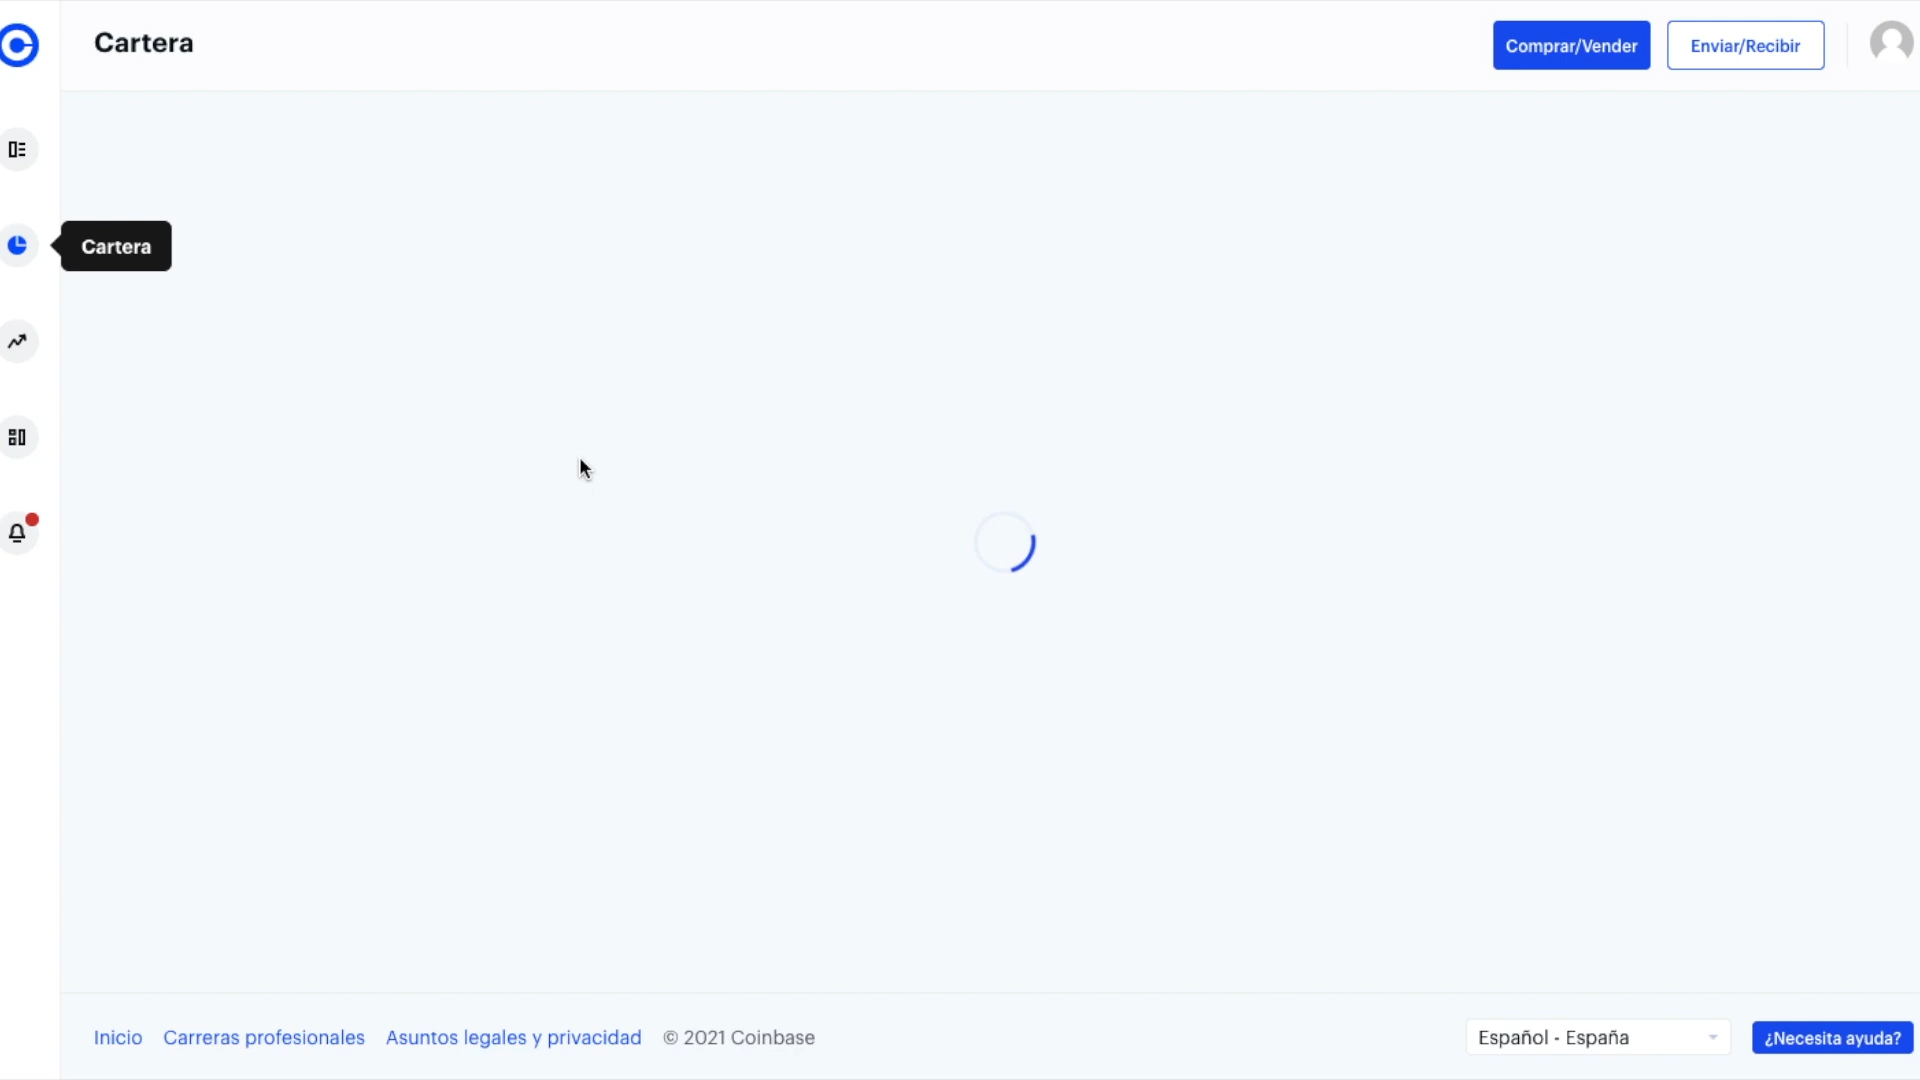 Cartera
Comprar/Vender
Enviar/Recibir
Cartera
Inicio
Carreras profesionales
Asuntos legales y privacidad
© 2021 Coinbase
Español - España
¿Necesita ayuda?